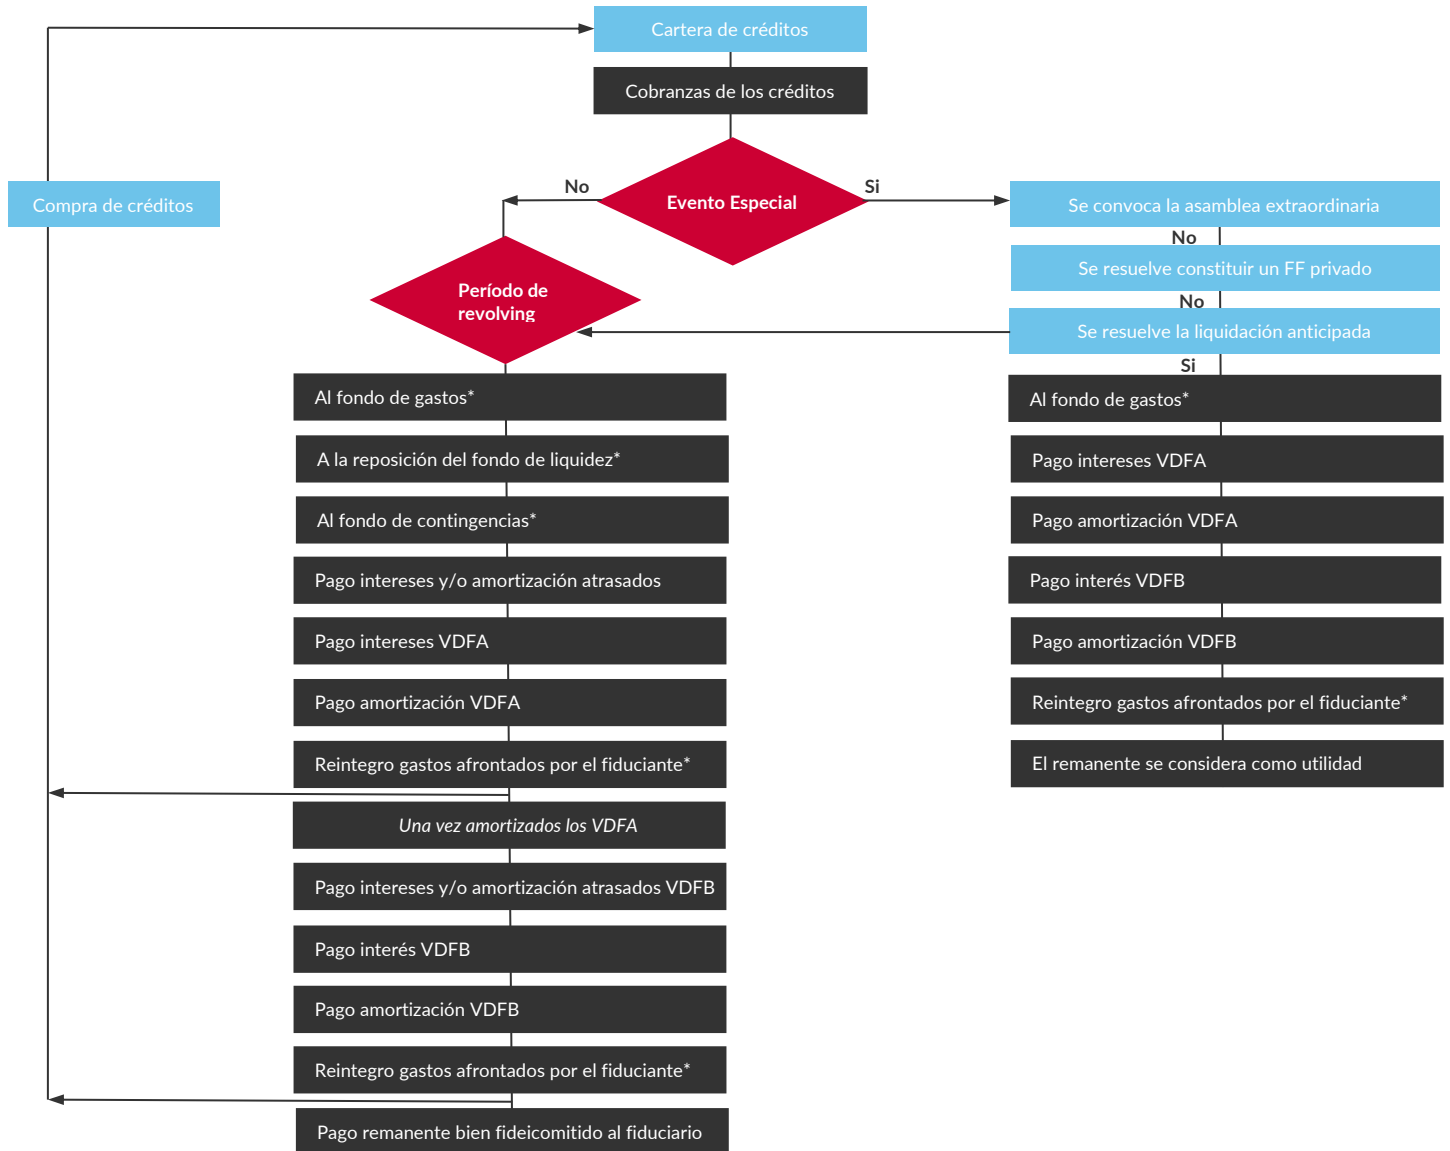 Cartera de créditos
Cobranzas de los créditos
No
Evento Especial
Si
Compra de créditos
Se convoca la asamblea extraordinaria
No
Se resuelve constituir un FF privado
No
Se resuelve la liquidación anticipada
Si
Período de
revolving
Al fondo de gastos*
A la reposición del fondo de liquidez*
Al fondo de contingencias*
Pago intereses y/o amortización atrasados
Pago intereses VDFA
Pago amortización VDFA
Reintegro gastos afrontados por el fiduciante*
Una vez amortizados los VDFA
Pago intereses y/o amortización atrasados VDFB
Pago interés VDFB
Pago amortización VDFB
Reintegro gastos afrontados por el fiduciante*
Pago remanente bien fideicomitido al fiduciario
Al fondo de gastos*
Pago intereses VDFA
Pago amortización VDFA
Pago interés VDFB
Pago amortización VDFB
Reintegro gastos afrontados por el fiduciante*
El remanente se considera como utilidad